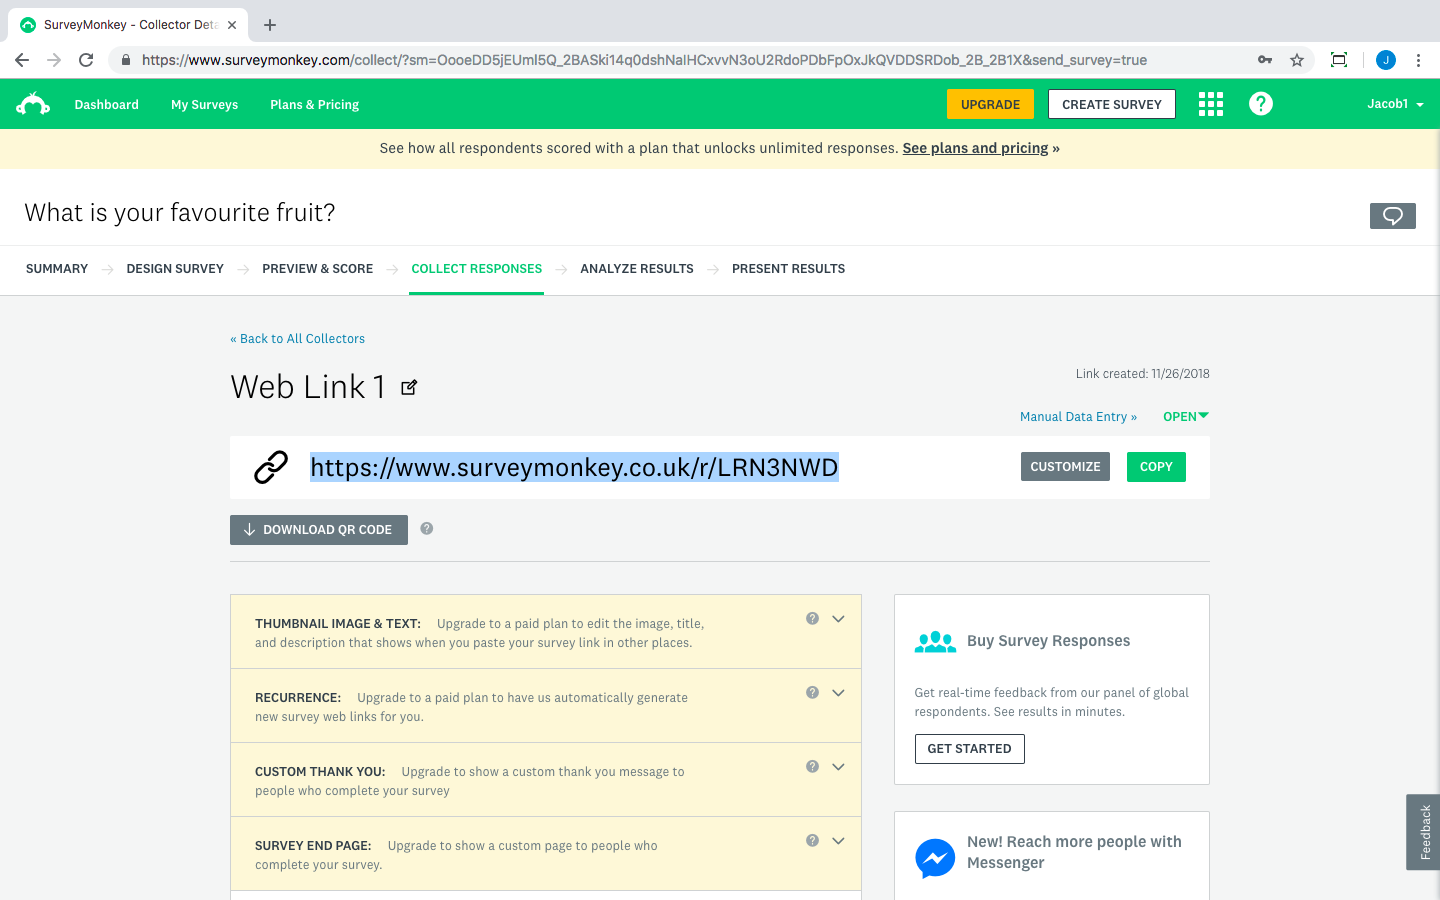 SurveyMonkey - Collector Deta
https://www.surveymonkey.com/collect/?sm=OooeDD5jEUmI5Q_2BASki14q0dshNaIHCxvvN3oU2RdoPDbFpOxJkQVDDSRDob_2B_2B1X&send_survey=true
J
Dashboard My Surveys Plans & Pricing UPGRADE CREATE SURVEY ? Jacob1
See how all respondents scored with a plan that unlocks unlimited responses. See plans and pricing »
What is your favourite fruit?
SUMMARY DESIGN SURVEY PREVIEW & SCORE COLLECT RESPONSES ANALYZE RESULTS PRESENT RESULTS
« Back to All Collectors
Web Link 1
Link created: 11/26/2018
Manual Data Entry » OPEN
https://www.surveymonkey.co.uk/r/LRN3NWD
CUSTOMIZE COPY
DOWNLOAD QR CODE ?
THUMBNAIL IMAGE & TEXT: Upgrade to a paid plan to edit the image, title, ?
and description that shows when you paste your survey link in other places.
RECURRENCE: Upgrade to a paid plan to have us automatically generate ?
new survey web links for you.
CUSTOM THANK YOU: Upgrade to show a custom thank you message to ?
people who complete your survey
SURVEY END PAGE: Upgrade to show a custom page to people who ?
complete your survey.
Buy Survey Responses
Get real-time feedback from our panel of global
respondents. See results in minutes.
GET STARTED
New! Reach more people with
Messenger
Feedback